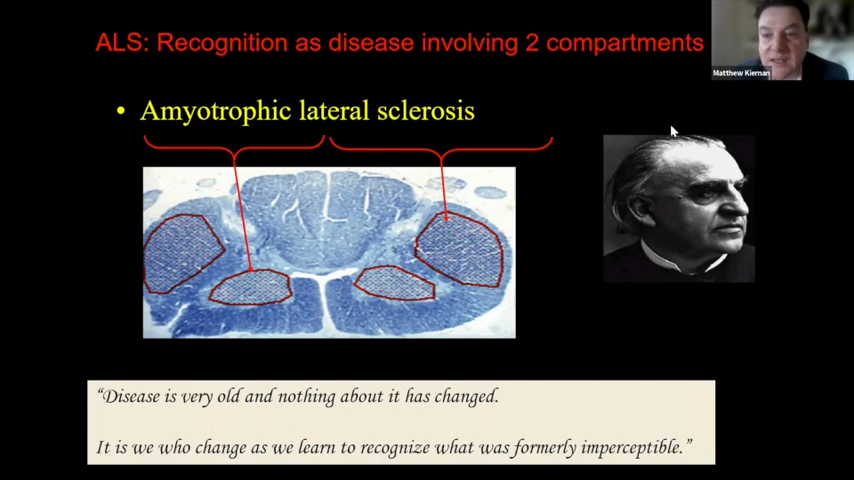 ALS: Recognition as disease involving 2 compartments
Matthew Kiernan
• Amyotrophic lateral sclerosis
“Disease is very old and nothing about it has changed.
It is we who change as we learn to recognize what was formerly imperceptible.”